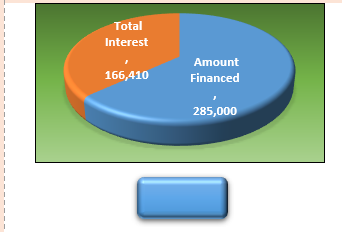 Total
Interest
,
166,410
Amount
Financed
,
285,000